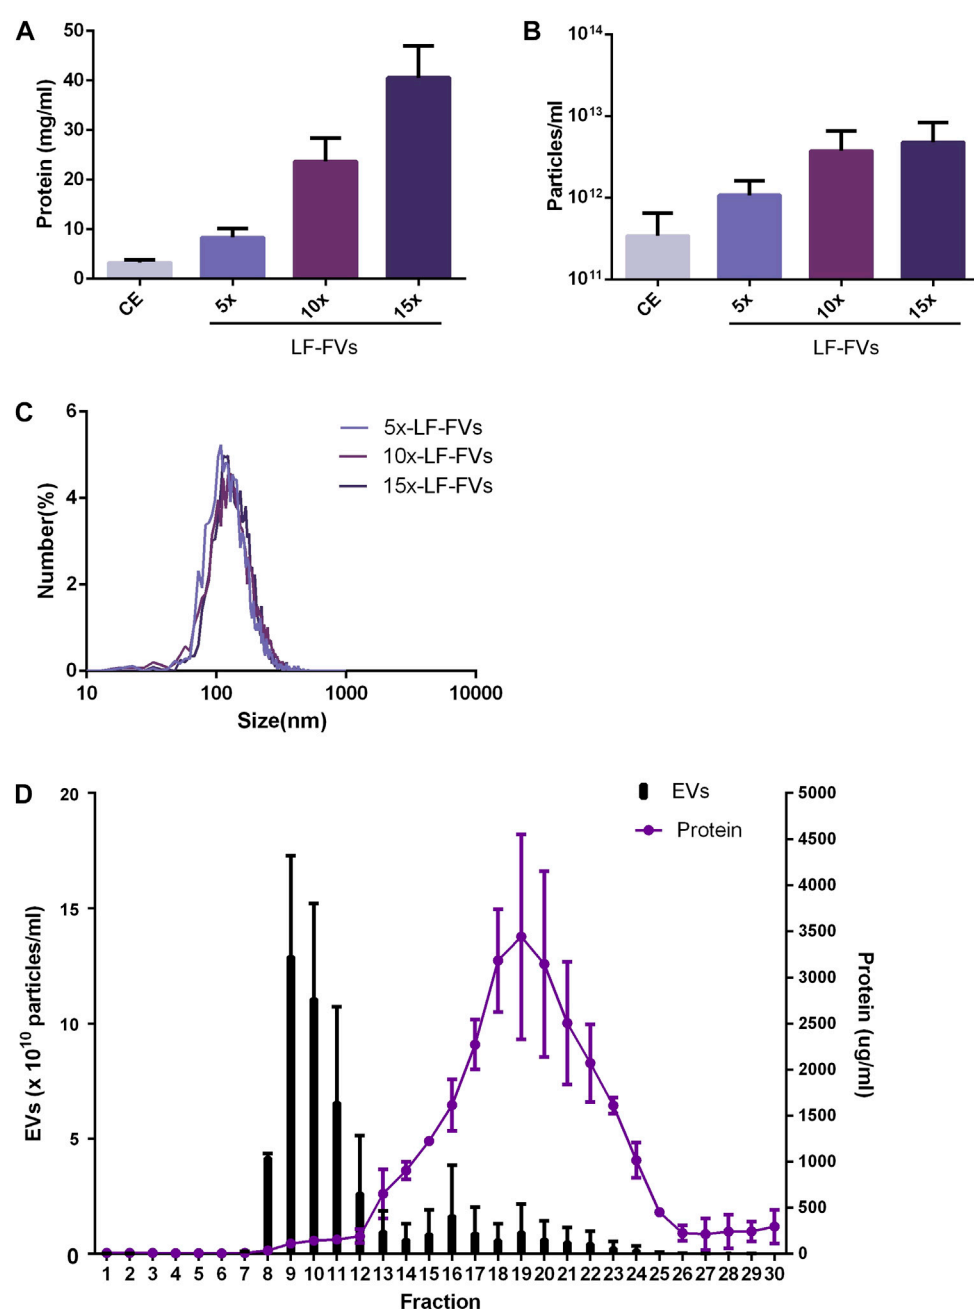 A
Protein (mg/ml)
50
40
30
20
10
0
CE
5x
10x
15x
LF-FVs
B
Particles/ml
10¹⁴
10¹³
10¹²
10¹¹
CE
5x
10x
15x
LF-FVs
C
Number(%)
6
4
2
0
10
100
1000
10000
Size(nm)
5x-LF-FVs
10x-LF-FVs
15x-LF-FVs
D
EVs (x 10¹⁰ particles/ml)
20
15
10
5
0
EVs
Protein
5000
4500
4000
3500
3000
2500
2000
1500
1000
500
0
Protein (ug/ml)
1 2 3 4 5 6 7 8 9 10 11 12 13 14 15 16 17 18 19 20 21 22 23 24 25 26 27 28 29 30
Fraction